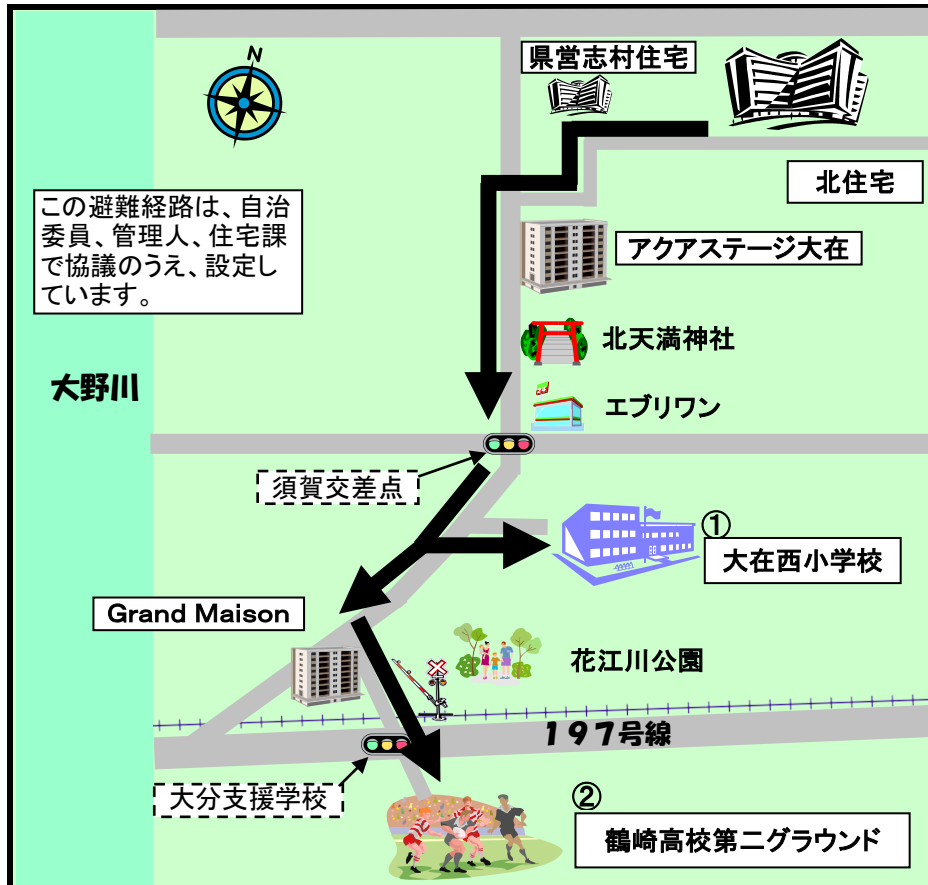 N
県営志村住宅
北住宅
この避難経路は、自治
委員、管理人、住宅課
で協議のうえ、設定し
ています。
アクアステージ大在
北天満神社
大野川
エブリワン
須賀交差点
①
大在西小学校
Grand Maison
花江川公園
197号線
大分支援学校
②
鶴崎高校第二グラウンド